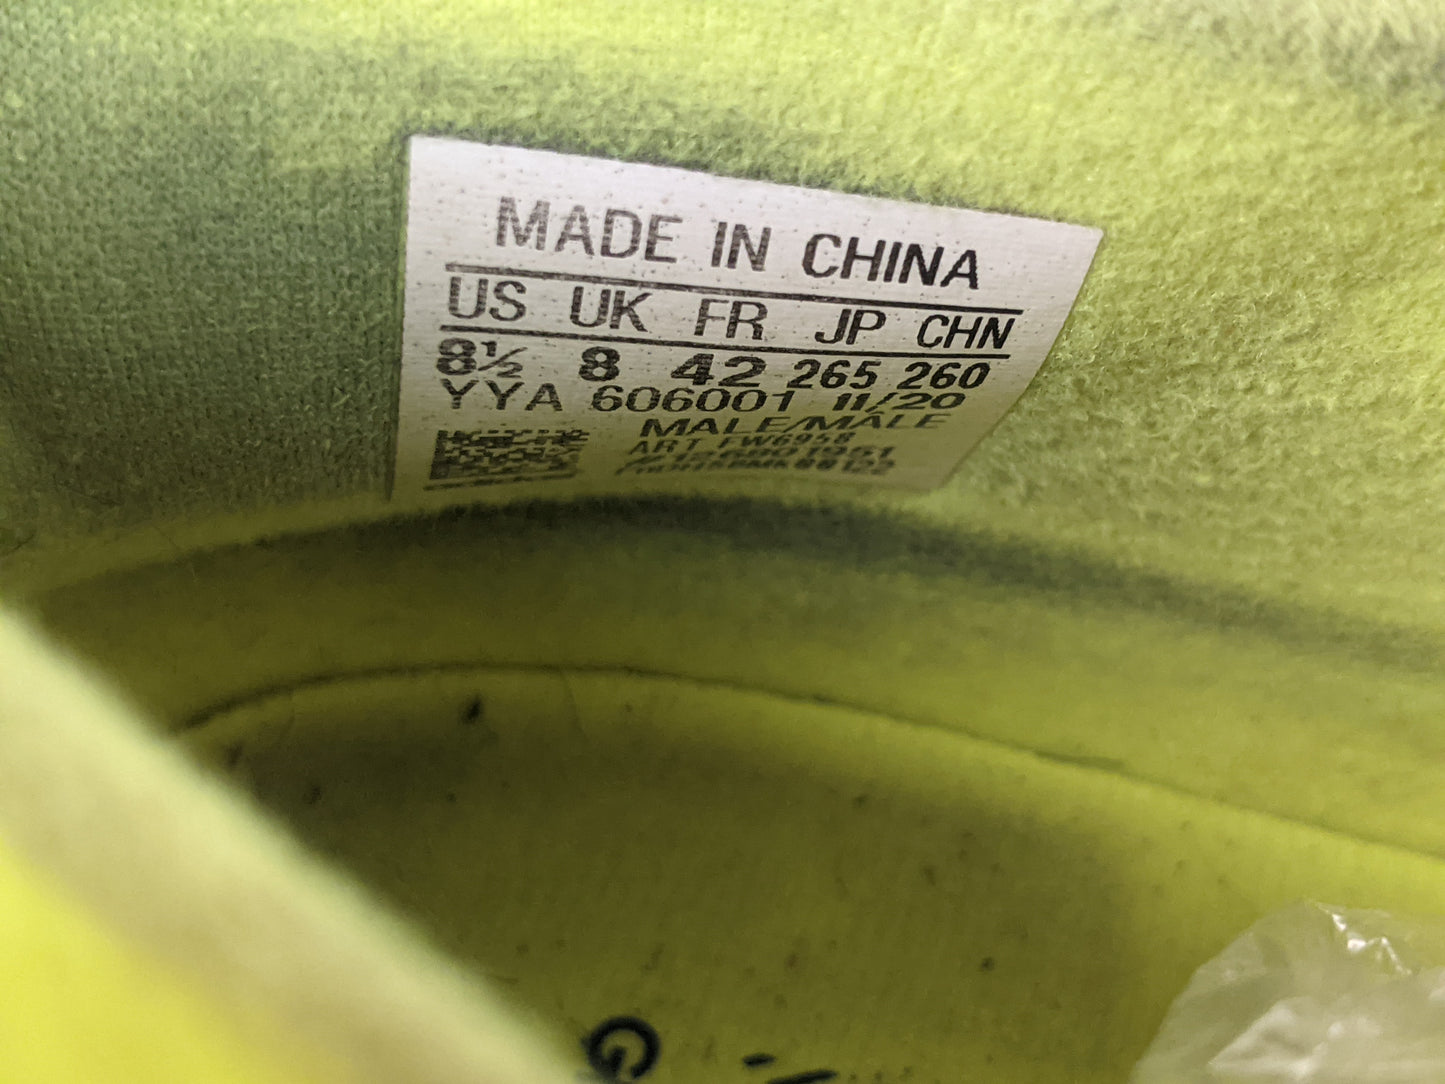 MADE IN CHINA
US UK FR JP CHN
8½ 8 42 265 260
YYA 606001 11/20
MALE/MÂLE
ART FW6958
G